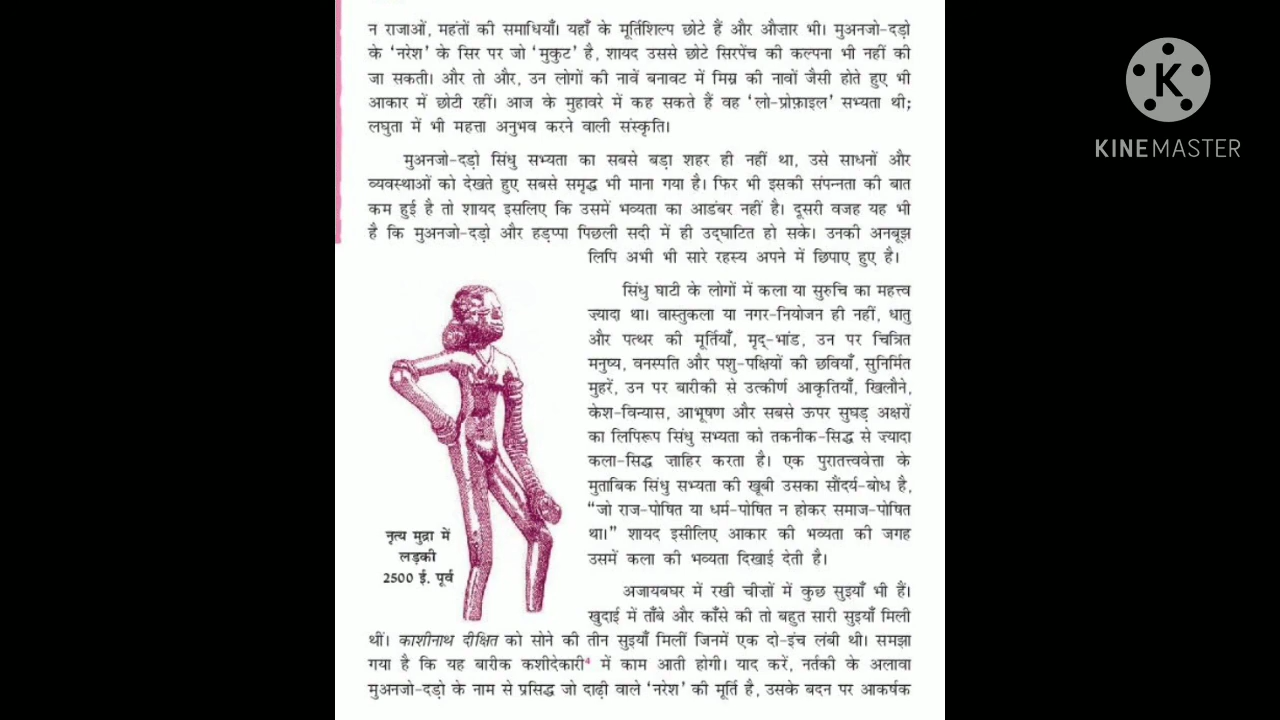 न राजाओं, महंतों की समाधियाँ। यहाँ के मूर्तिशिल्प छोटे हैं और औज़ार भी। मुअनजो-दड़ो
के ‘नरेश’ के सिर पर जो ‘मुकुट’ है, शायद उससे छोटे सिरपेंच की कल्पना भी नहीं की
जा सकती। और तो और, उन लोगों की नावें बनावट में मिस्र की नावों जैसी होते हुए भी
आकार में छोटी रहीं। आज के मुहावरे में कह सकते हैं वह ‘लो-प्रोफ़ाइल’ सभ्यता थी;
लघुता में भी महत्ता अनुभव करने वाली संस्कृति।
मुअनजो-दड़ो सिंधु सभ्यता का सबसे बड़ा शहर ही नहीं था, उसे साधनों और
व्यवस्थाओं को देखते हुए सबसे समृद्ध भी माना गया है। फिर भी इसकी संपन्नता की बात
कम हुई है तो शायद इसलिए कि उसमें भव्यता का आडंबर नहीं है। दूसरी वजह यह भी
है कि मुअनजो-दड़ो और हड़प्पा पिछली सदी में ही उद्घाटित हो सके। उनकी अनबूझ
लिपि अभी भी सारे रहस्य अपने में छिपाए हुए है।
सिंधु घाटी के लोगों में कला या सुरुचि का महत्त्व
ज़्यादा था। वास्तुकला या नगर-नियोजन ही नहीं, धातु
और पत्थर की मूर्तियाँ, मृद्-भांड, उन पर चित्रित
मनुष्य, वनस्पति और पशु-पक्षियों की छवियाँ, सुनिर्मित
मुहरें, उन पर बारीकी से उत्कीर्ण आकृतियाँ, खिलौने,
केश-विन्यास, आभूषण और सबसे ऊपर सुघड़ अक्षरों
का लिपिरूप सिंधु सभ्यता को तकनीक-सिद्ध से ज़्यादा
कला-सिद्ध ज़ाहिर करता है। एक पुरातत्त्ववेत्ता के
मुताबिक सिंधु सभ्यता की खूबी उसका सौंदर्य-बोध है,
“जो राज-पोषित या धर्म-पोषित न होकर समाज-पोषित
था।” शायद इसीलिए आकार की भव्यता की जगह
उसमें कला की भव्यता दिखाई देती है।
नृत्य मुद्रा में
लड़की
2500 ई. पूर्व
अजायबघर में रखी चीज़ों में कुछ सुइयाँ भी हैं।
खुदाई में ताँबे और काँसे की तो बहुत सारी सुइयाँ मिली
थीं। काशीनाथ दीक्षित को सोने की तीन सुइयाँ मिलीं जिनमें एक दो-इंच लंबी थी। समझा
गया है कि यह बारीक कशीदेकारी⁴ में काम आती होगी। याद करें, नर्तकी के अलावा
मुअनजो-दड़ो के नाम से प्रसिद्ध जो दाढ़ी वाले ‘नरेश’ की मूर्ति है, उसके बदन पर आकर्षक
K
KINEMASTER